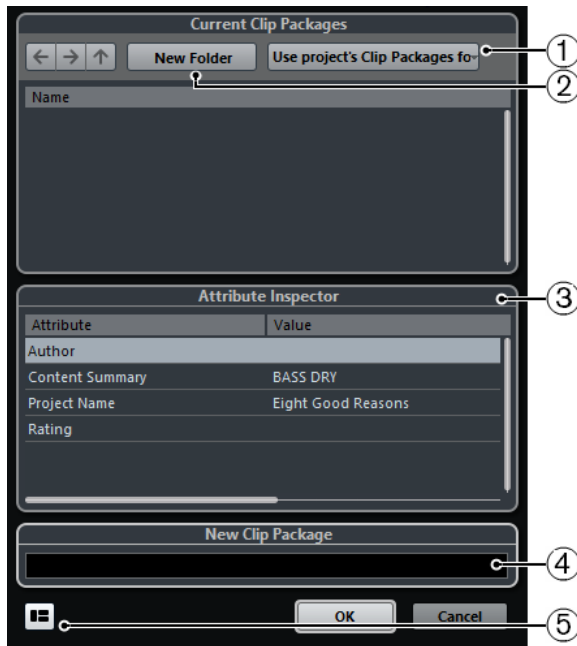 Current Clip Packages
New Folder
Use project's Clip Packages fo
1
2
Name
Attribute Inspector
3
Attribute Value
Author
Content Summary BASS DRY
Project Name Eight Good Reasons
Rating
New Clip Package
4
OK Cancel
5